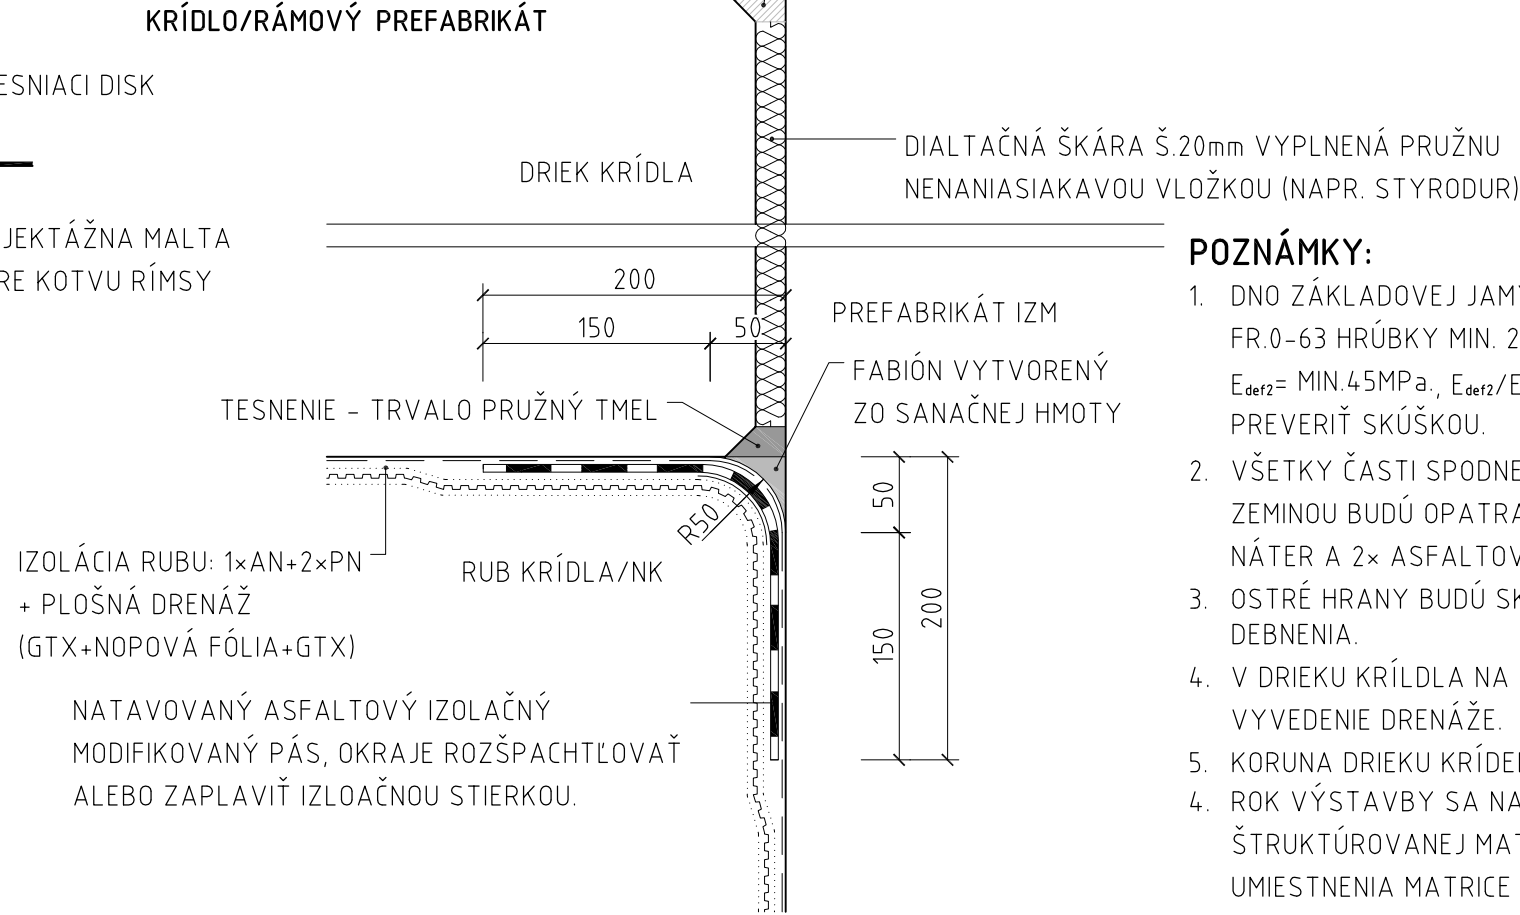 KRÍDLO/RÁMOVÝ PREFABRIKÁT
ESNIACI DISK
DRIEK KRÍDLA
DIALTAČNÁ ŠKÁRA Š.20mm VYPLNENÁ PRUŽNU
NENANIASIAKAVOU VLOŽKOU (NAPR. STYRODUR)
JEKTÁŽNA MALTA
RE KOTVU RÍMSY
200
150
50
PREFABRIKÁT IZM
FABIÓN VYTVORENÝ
ZO SANAČNEJ HMOTY
TESNENIE - TRVALO PRUŽNÝ TMEL
R50
50
150
200
IZOLÁCIA RUBU: 1×AN+2×PN
+ PLOŠNÁ DRENÁŽ
(GTX+NOPOVÁ FÓLIA+GTX)
RUB KRÍDLA/NK
NATAVOVANÝ ASFALTOVÝ IZOLAČNÝ
MODIFIKOVANÝ PÁS, OKRAJE ROZŠPACHTĽOVAŤ
ALEBO ZAPLAVIŤ IZLOAČNOU STIERKOU.
POZNÁMKY:
1. DNO ZÁKLADOVEJ JAMY
FR.0-63 HRÚBKY MIN. 2
Edef2= MIN.45MPa., Edef2/E
PREVERIŤ SKÚŠKOU.
2. VŠETKY ČASTI SPODNE
ZEMINOU BUDÚ OPATRA
NÁTER A 2× ASFALTOV
3. OSTRÉ HRANY BUDÚ SK
DEBNENIA.
4. V DRIEKU KRÍLDLA NA
VYVEDENIE DRENÁŽE.
5. KORUNA DRIEKU KRÍDEL
4. ROK VÝSTAVBY SA NA
ŠTRUKTÚROVANEJ MAT
UMIESTNENIA MATRICE